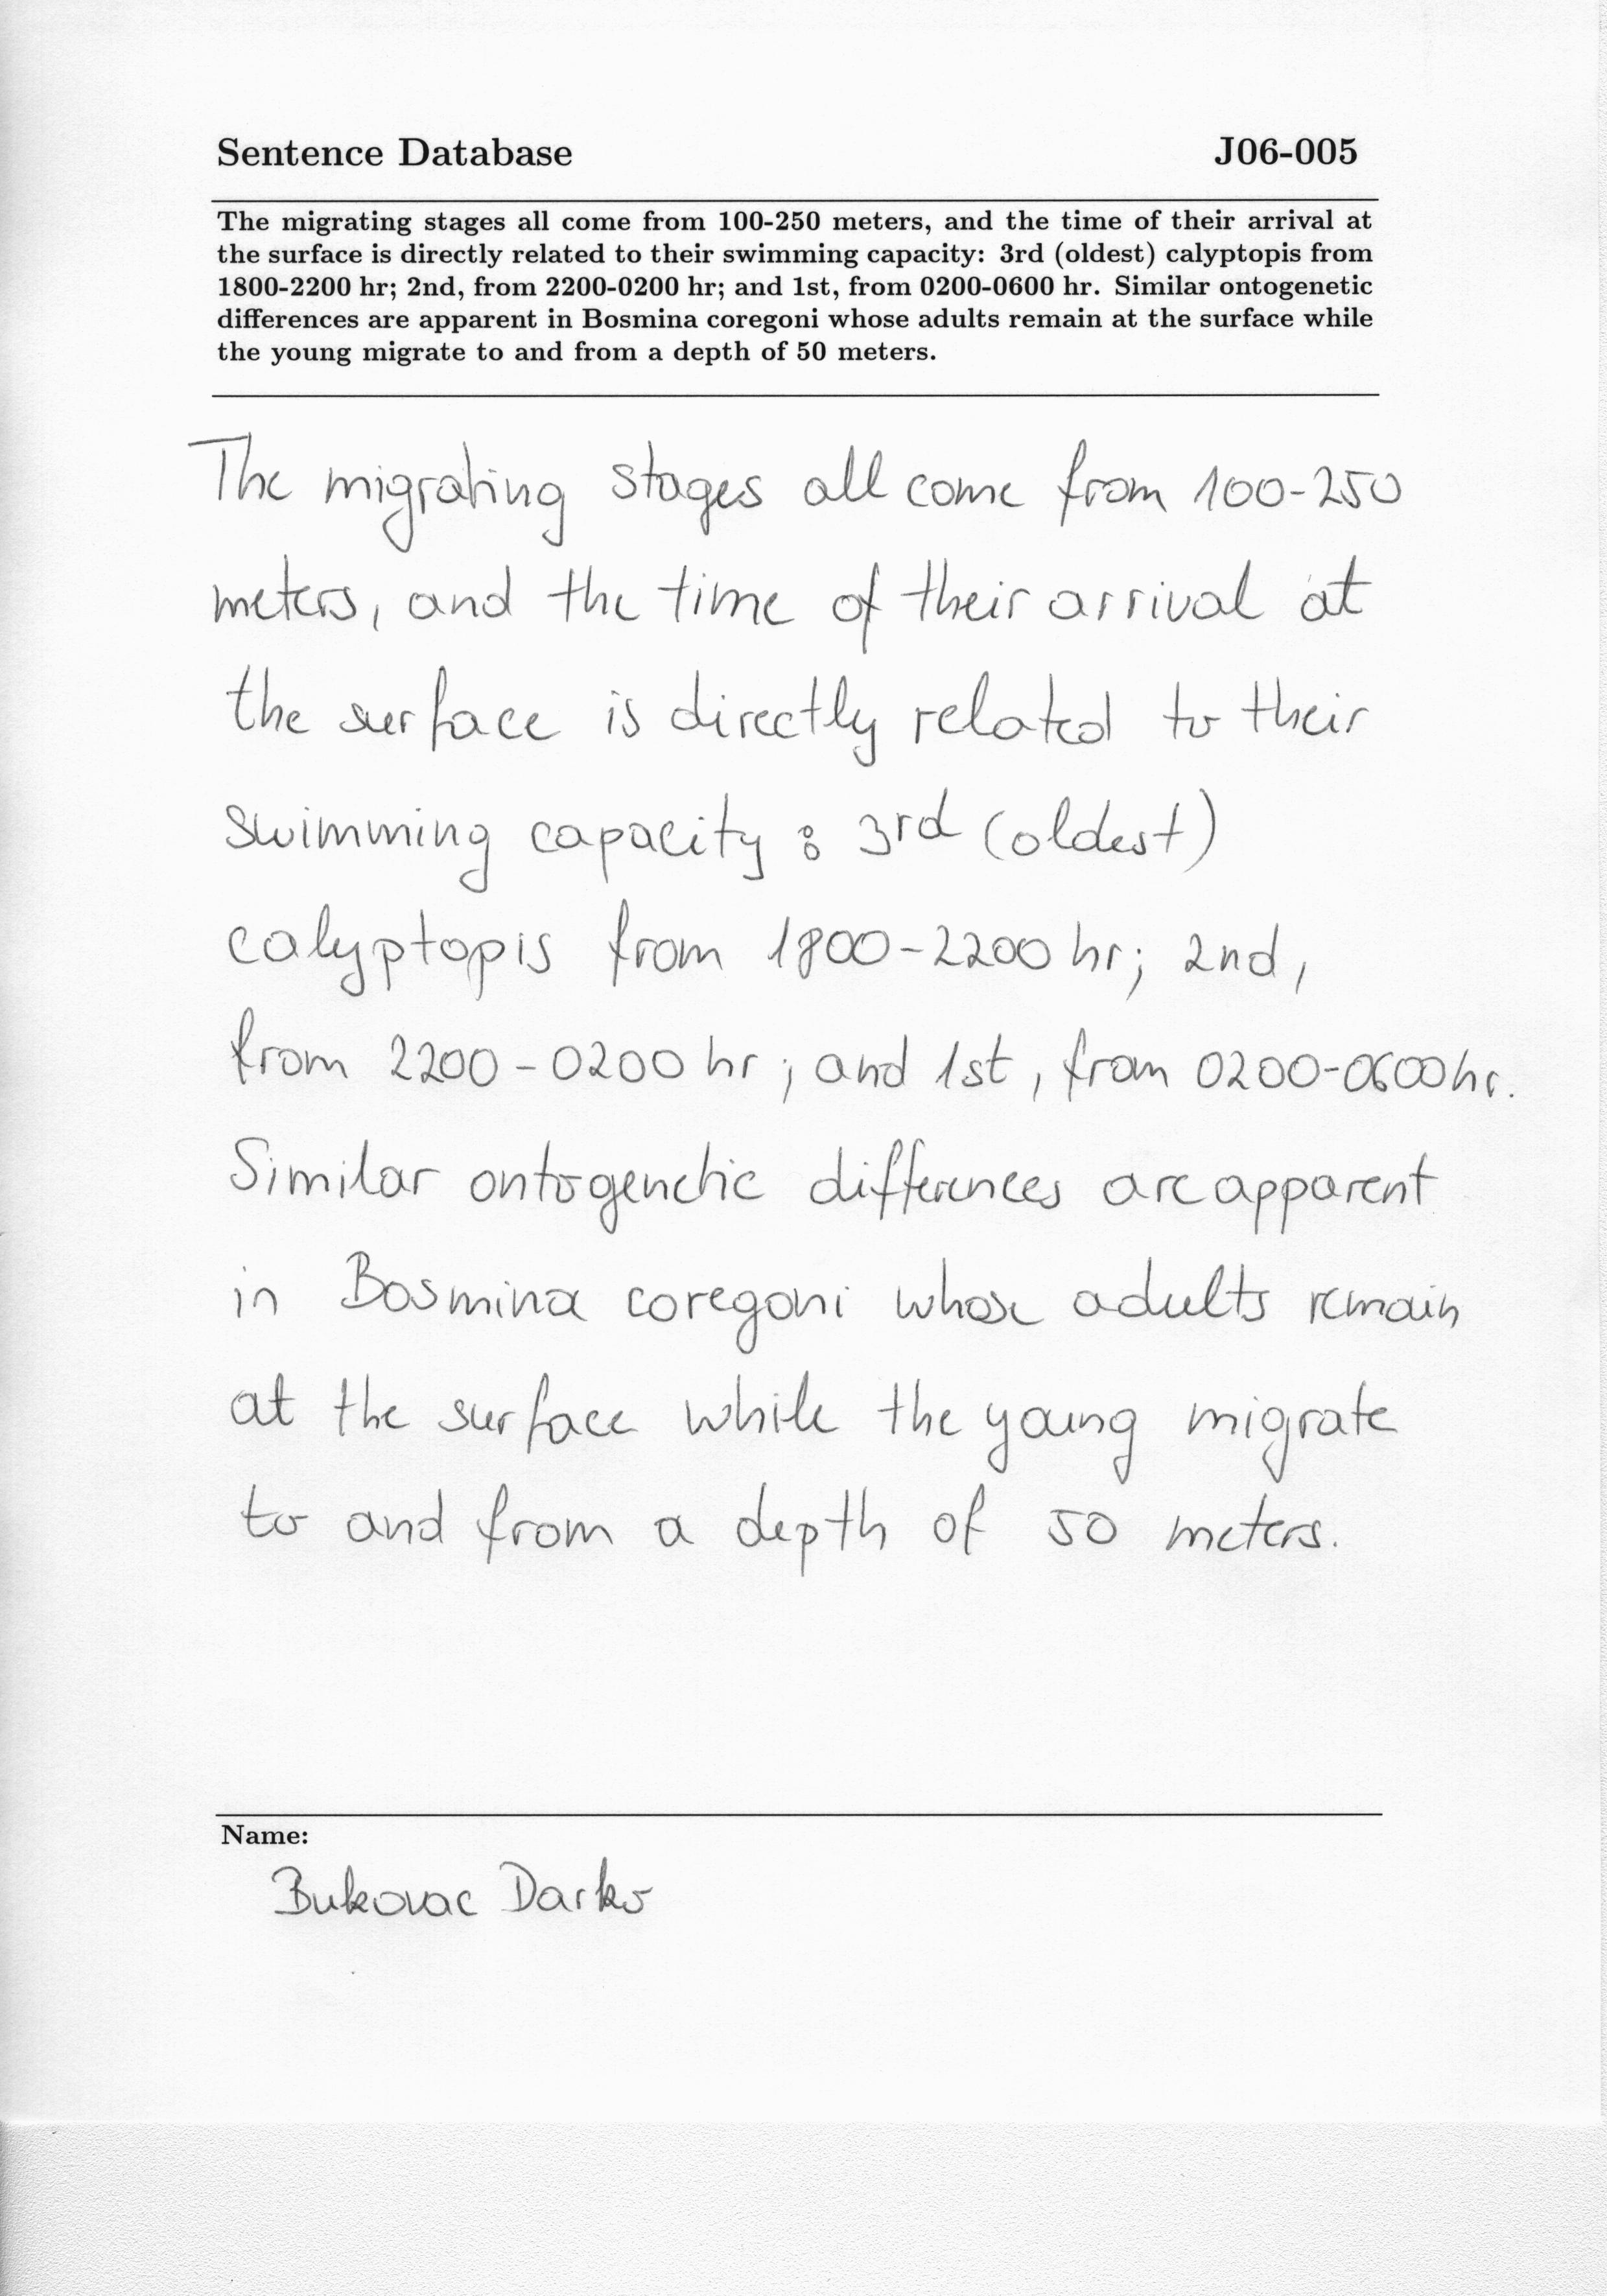 Sentence Database J06-005
The migrating stages all come from 100-250 meters, and the time of their arrival at
the surface is directly related to their swimming capacity: 3rd (oldest) calyptopis from
1800-2200 hr; 2nd, from 2200-0200 hr; and 1st, from 0200-0600 hr. Similar ontogenetic
differences are apparent in Bosmina coregoni whose adults remain at the surface while
the young migrate to and from a depth of 50 meters.
The migrating stages all come from 100-250
meters, and the time of their arrival at
the surface is directly related to their
swimming capacity : 3rd (oldest)
calyptopis from 1800-2200 hr; 2nd,
from 2200-0200 hr ; and 1st, from 0200-0600 hr.
Similar ontogenetic differences are apparent
in Bosmina coregoni whose adults remain
at the surface while the young migrate
to and from a depth of 50 meters.
Name:
Bukovac Darko